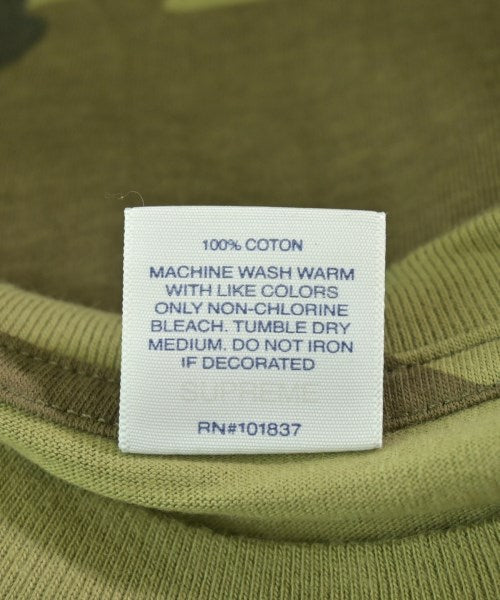 100% COTON
MACHINE WASH WARM
WITH LIKE COLORS
ONLY NON-CHLORINE
BLEACH. TUMBLE DRY
MEDIUM. DO NOT IRON
IF DECORATED
SUPREME
RN#101837